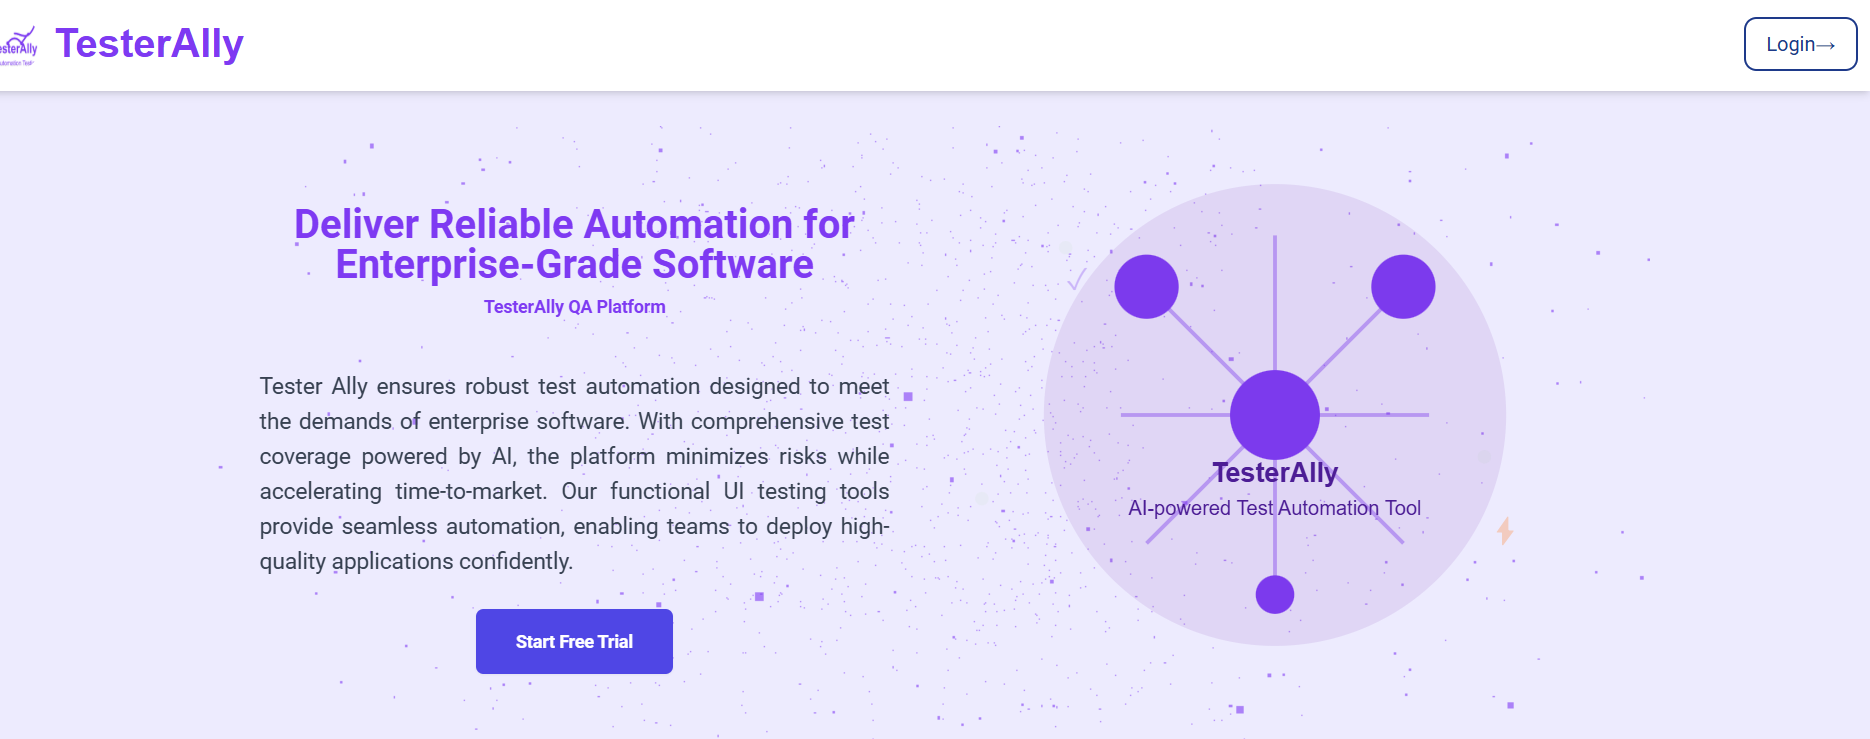 esterAlly
utomation Test
TesterAlly
Login→
Deliver Reliable Automation for
Enterprise-Grade Software
TesterAlly QA Platform
Tester Ally ensures robust test automation designed to meet
the demands of enterprise software. With comprehensive test
coverage powered by AI, the platform minimizes risks while
accelerating time-to-market. Our functional UI testing tools
provide seamless automation, enabling teams to deploy high-
quality applications confidently.
Start Free Trial
TesterAlly
AI-powered Test Automation Tool